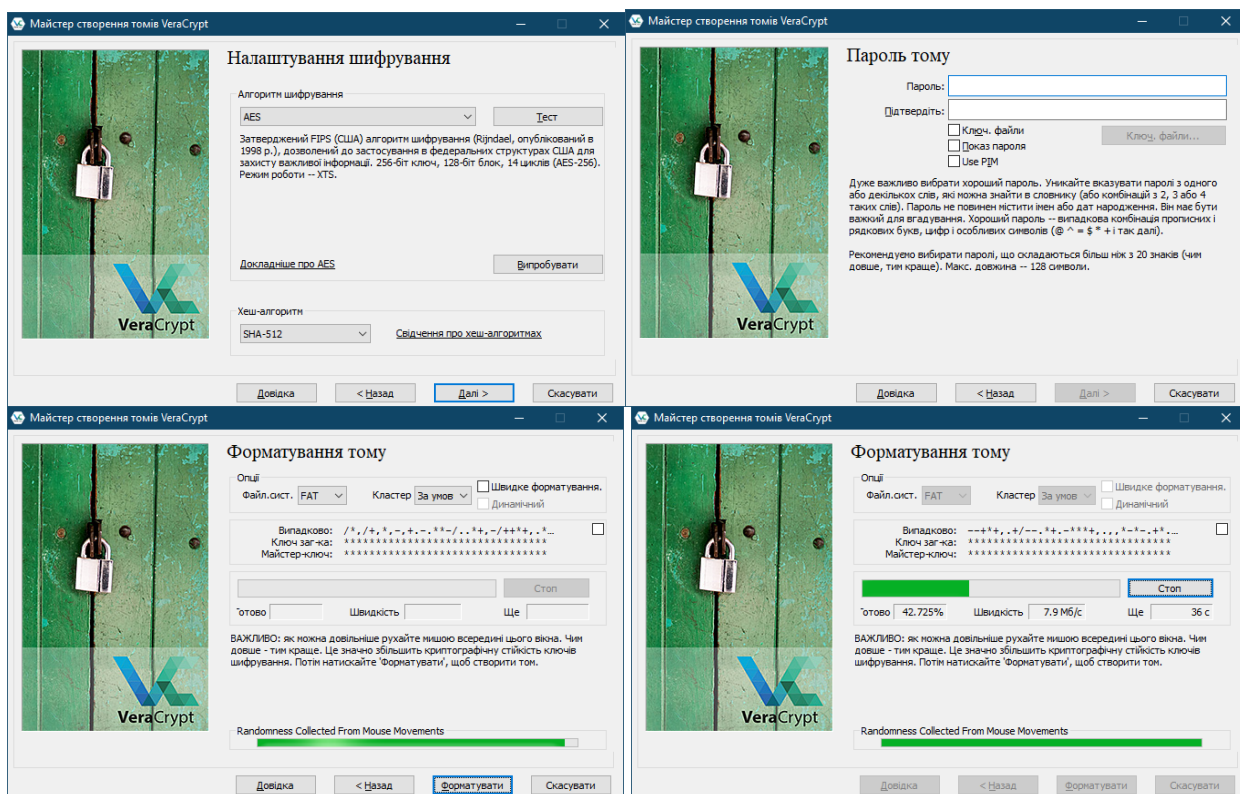 Майстер створення томів VeraCrypt
Налаштування шифрування
Алгоритм шифрування
AES
Тест
Затверджений FIPS (США) алгоритм шифрування (Rijndael, опублікований в
1998 р.), дозволений до застосування в федеральних структурах США для
захисту важливої інформації. 256-біт ключ, 128-біт блок, 14 циклів (AES-256).
Режим роботи -- XTS.
Докладніше про AES
Випробувати
Хеш-алгоритм
SHA-512
Свідчення про хеш-алгоритмах
VeraCrypt
Довідка
< Назад
Далі >
Скасувати
Майстер створення томів VeraCrypt
Пароль тому
Пароль:
Підтвердіть:
Ключ. файли
Ключ. файли...
Показ пароля
Use PIM
Дуже важливо вибрати хороший пароль. Уникайте вказувати паролі з одного
або декількох слів, які можна знайти в словнику (або комбінацій з 2, 3 або 4
таких слів). Пароль не повинен містити імен або дат народження. Він має бути
важкий для вгадування. Хороший пароль -- випадкова комбінація прописних і
рядкових букв, цифр і особливих символів (@ ^ = $ * + і так далі).
Рекомендуємо вибирати паролі, що складаються більш ніж з 20 знаків (чим
довше, тим краще). Макс. довжина -- 128 символи.
VeraCrypt
Довідка
< Назад
Далі >
Скасувати
Майстер створення томів VeraCrypt
Форматування тому
Опції
Файл.сист. FAT
Кластер За умов
Швидке форматування.
Динамічний
Випадково: /*,/+,*,-,+.-.**-/..*+,-/++*+,.*…
Ключ заг-ка: ********************************
Майстер-ключ: ********************************
Стоп
отово
Швидкість
Ще
ВАЖЛИВО: як можна довільніше рухайте мишою всередині цього вікна. Чим
довше - тим краще. Це значно збільшить криптографічну стійкість ключів
шифрування. Потім натискайте 'Форматувати', щоб створити том.
VeraCrypt
Randomness Collected From Mouse Movements
Довідка
< Назад
Форматувати
Скасувати
Майстер створення томів VeraCrypt
Форматування тому
Опції
Файл.сист. FAT
Кластер За умов
Швидке форматування.
Динамічний
Випадково: --+*+,.+/--.*+.-***+,.,, *-*-.+*.…
Ключ заг-ка: ********************************
Майстер-ключ: ********************************
Стоп
отово 42.725%
Швидкість 7.9 Мб/с
Ще 36 с
ВАЖЛИВО: як можна довільніше рухайте мишою всередині цього вікна. Чим
довше - тим краще. Це значно збільшить криптографічну стійкість ключів
шифрування. Потім натискайте 'Форматувати', щоб створити том.
VeraCrypt
Randomness Collected From Mouse Movements
Довідка
< Назад
Форматувати
Скасувати